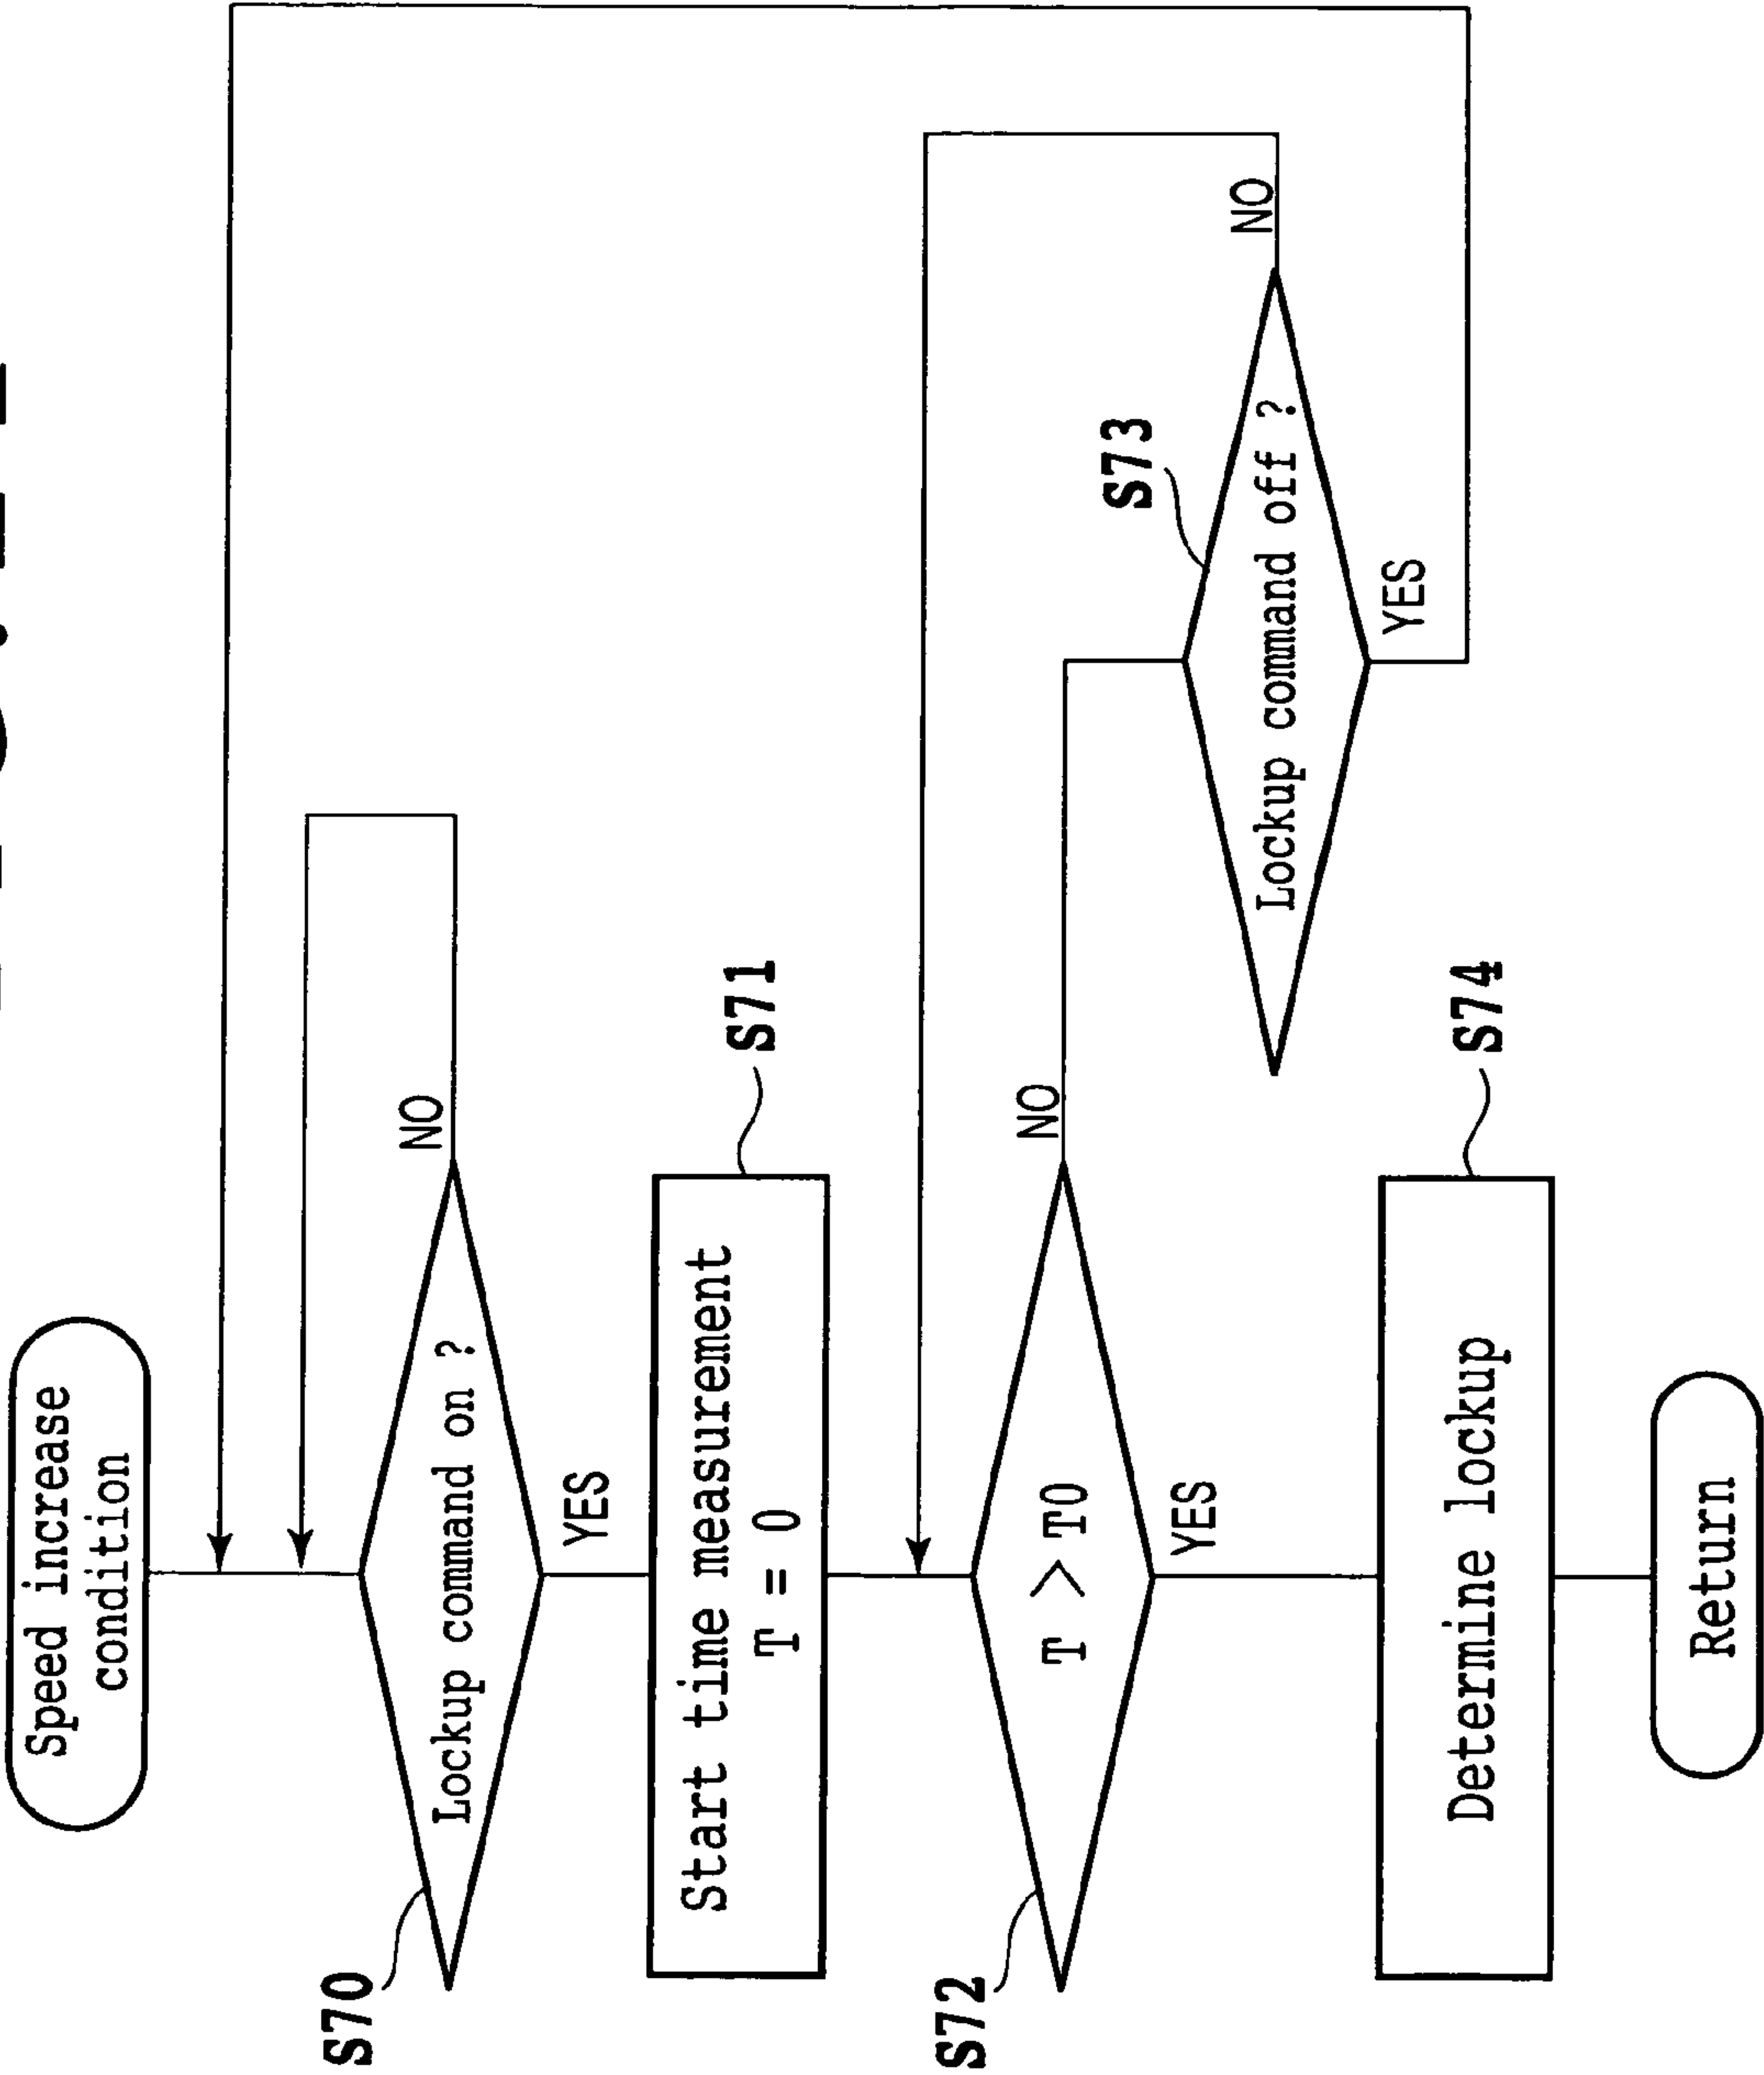 Speed increase
condition
S70
Lockup command on ?
NO
YES
S71
Start time measurement
T = 0
S72
T > T0
NO
YES
S73
Lockup command off ?
NO
YES
S74
Determine lockup
Return